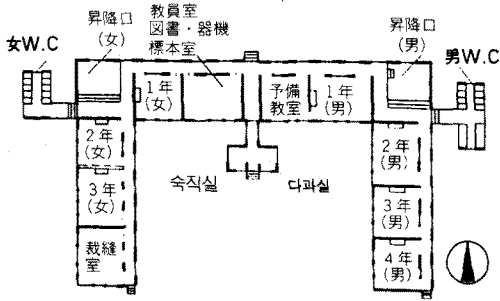 昇降口
(女)
教員室
図書・器機
標本室
昇降口
(男)
女W.C
男W.C
1年
(女)
予備
教室
1年
(男)
2年
(女)
2年
(男)
숙직실
다과실
3年
(女)
3年
(男)
裁縫
室
4年
(男)